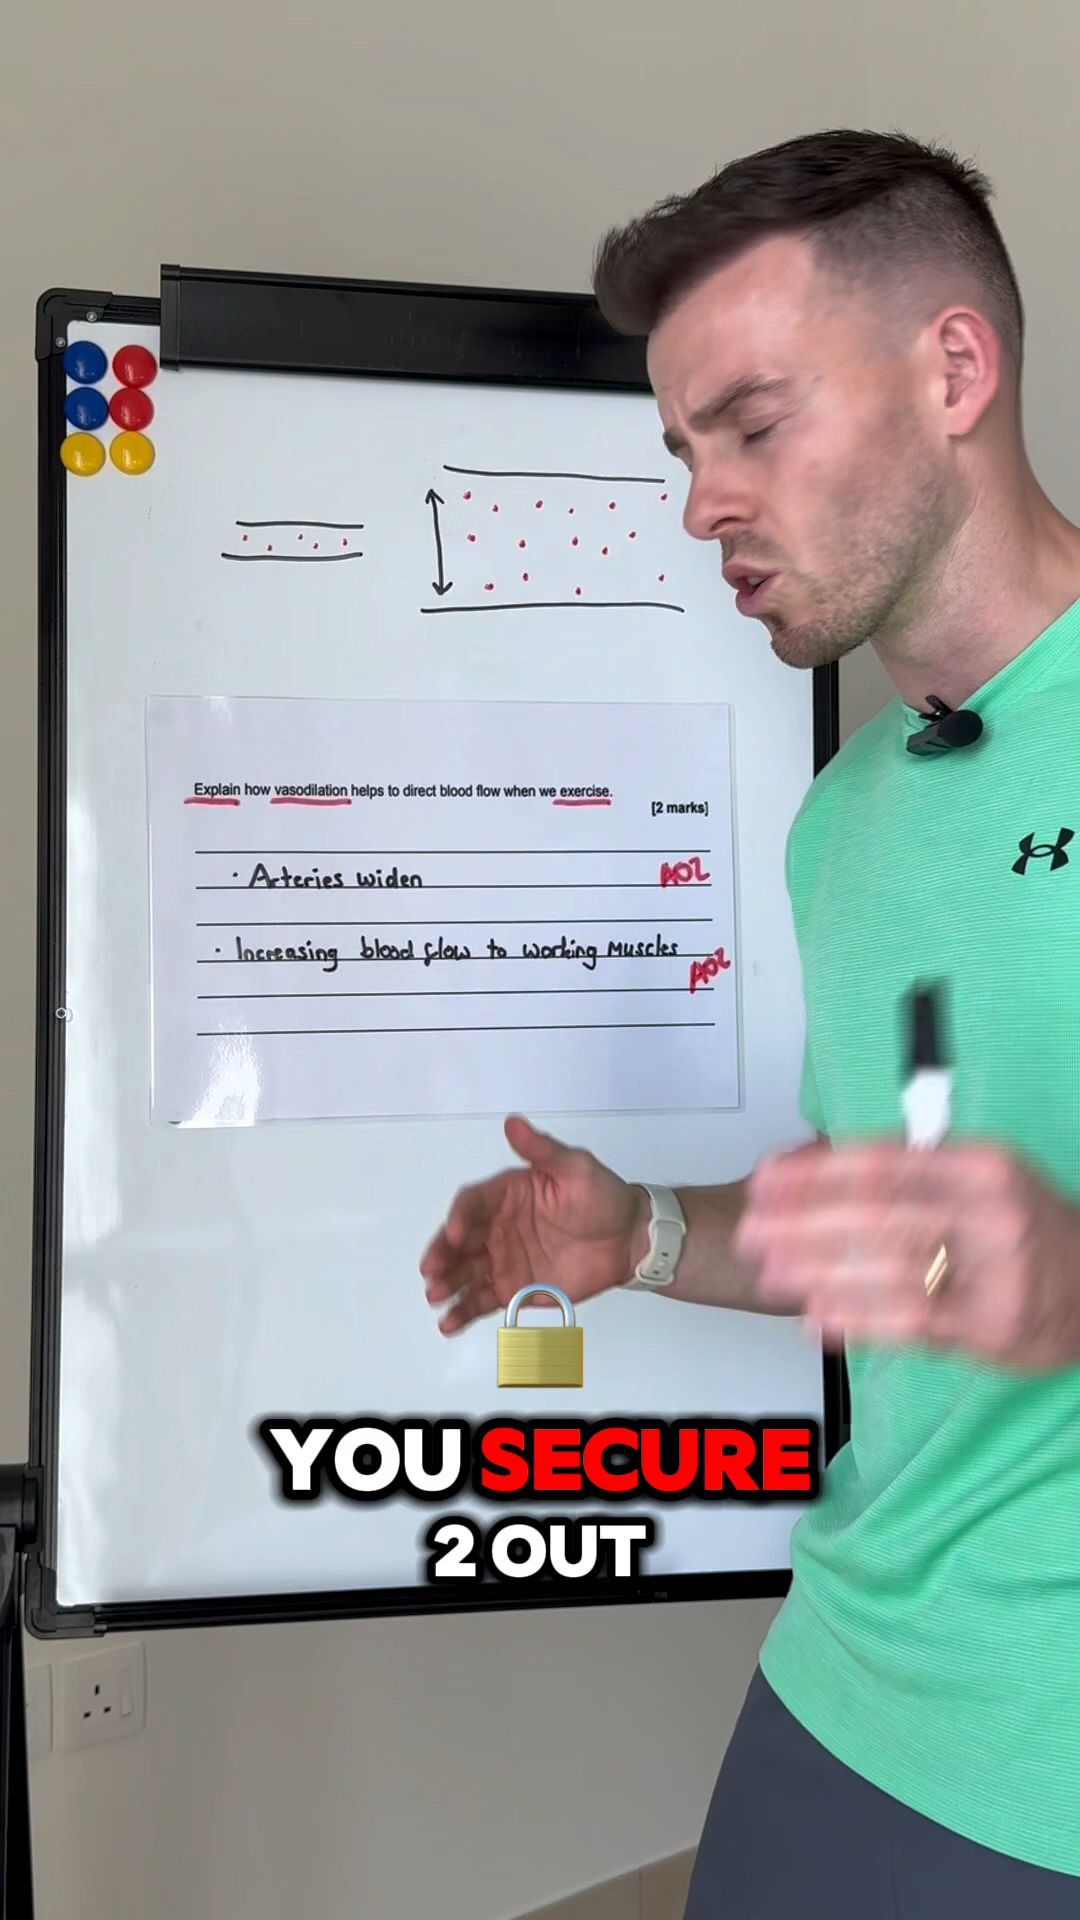 Explain how vasodilation helps to direct blood flow when we exercise.
[2 marks]
· Arteries widen AO2
· Increasing blood flow to working muscles AO2
YOU SECURE
2 OUT